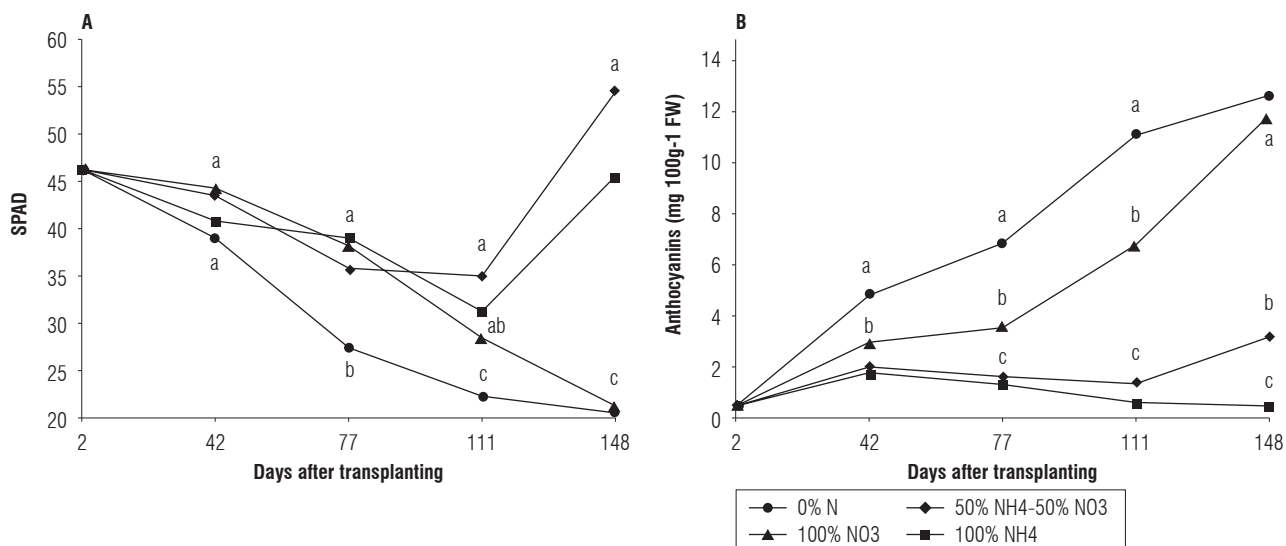 A
60
55
50
45
40
35
30
25
20
SPAD
a
a
a
b
a
ab
c
a
c
2 42 77 111 148
Days after transplanting
B
14
12
10
8
6
4
2
0
Anthocyanins (mg 100g-1 FW)
a
b
a
b
c
a
b
c
a
b
c
2 42 77 111 148
Days after transplanting
0% N 50% NH4-50% NO3
100% NO3 100% NH4